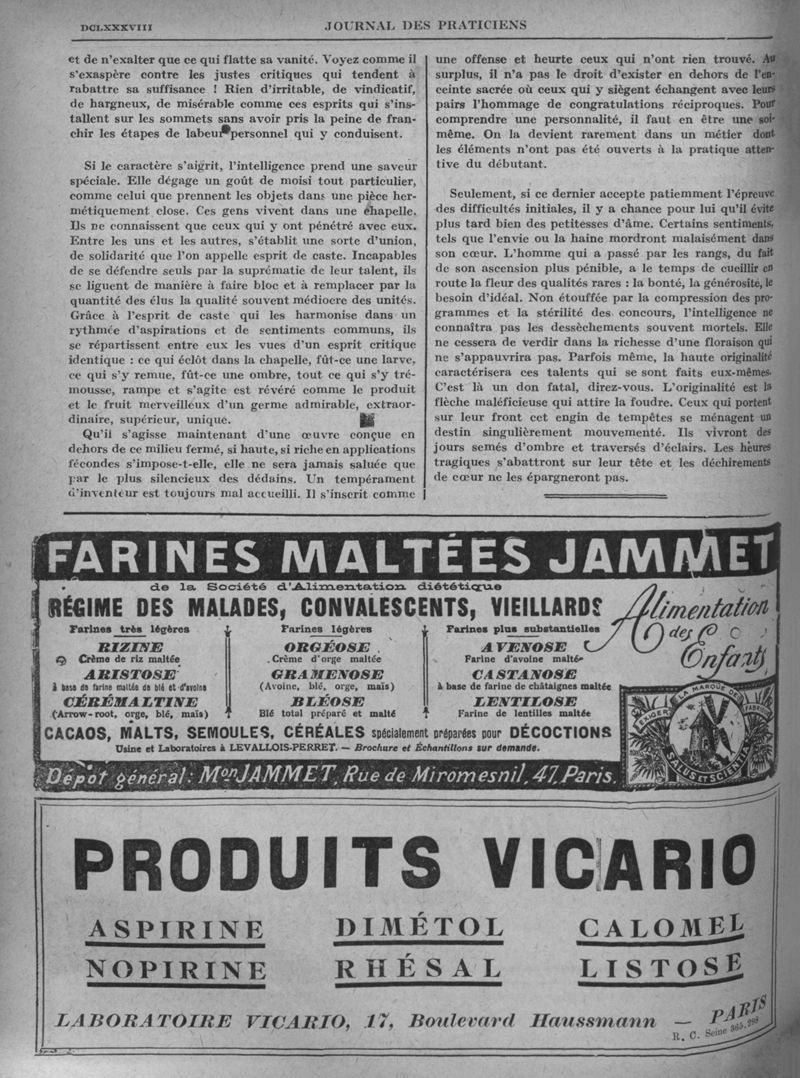 DCLXXXVIII
JOURNAL DES PRATICIENS
et de n'exalter que ce qui flatte sa vanité. Voyez comme il
s'exaspère contre les justes critiques qui tendent à
rabattre sa suffisance ! Rien d'irritable, de vindicatif,
de hargneux, de misérable comme ces esprits qui s'ins-
tallent sur les sommets sans avoir pris la peine de fran-
chir les étapes de labeur personnel qui y conduisent.
Si le caractère s'aigrit, l'intelligence prend une saveur
spéciale. Elle dégage un goût de moisi tout particulier,
comme celui que prennent les objets dans une pièce her-
métiquement close. Ces gens vivent dans une chapelle.
Ils ne connaissent que ceux qui y ont pénétré avec eux.
Entre les uns et les autres, s'établit une sorte d'union,
de solidarité que l'on appelle esprit de caste. Incapables
de se défendre seuls par la suprématie de leur talent, ils
se liguent de manière à faire bloc et à remplacer par la
quantité des élus la qualité souvent médiocre des unités.
Grâce à l'esprit de caste qui les harmonise dans un
rythmée d'aspirations et de sentiments communs, ils
se répartissent entre eux les vues d'un esprit critique
identique : ce qui éclôt dans la chapelle, fût-ce une larve,
ce qui s'y remue, fût-ce une ombre, tout ce qui s'y tré-
mousse, rampe et s'agite est révéré comme le produit
et le fruit merveilleux d'un germe admirable, extraor-
dinaire, supérieur, unique.
Qu'il s'agisse maintenant d'une œuvre conçue en
dehors de ce milieu fermé, si haute, si riche en applications
fécondes s'impose-t-elle, elle ne sera jamais saluée que
par le plus silencieux des dédains. Un tempérament
d'inventeur est toujours mal accueilli. Il s'inscrit comme
une offense et heurte ceux qui n'ont rien trouvé. Au
surplus, il n'a pas le droit d'exister en dehors de l'en-
ceinte sacrée où ceux qui y siègent échangent avec leurs
pairs l'hommage de congratulations réciproques. Pour
comprendre une personnalité, il faut en être une soi-
même. On la devient rarement dans un métier dont
les éléments n'ont pas été ouverts à la pratique atten-
tive du débutant.
Seulement, si ce dernier accepte patiemment l'épreuve
des difficultés initiales, il y a chance pour lui qu'il évite
plus tard bien des petitesses d'âme. Certains sentiments,
tels que l'envie ou la haine mordront malaisément dans
son cœur. L'homme qui a passé par les rangs, du fait
de son ascension plus pénible, a le temps de cueillir en
route la fleur des qualités rares : la bonté, la générosité, le
besoin d'idéal. Non étouffée par la compression des pro-
grammes et la stérilité des concours, l'intelligence ne
connaîtra pas les dessèchements souvent mortels. Elle
ne cessera de verdir dans la richesse d'une floraison qui
ne s'appauvrira pas. Parfois même, la haute originalité
caractérisera ces talents qui se sont faits eux-mêmes.
C'est là un don fatal, direz-vous. L'originalité est la
flèche maléficieuse qui attire la foudre. Ceux qui portent
sur leur front cet engin de tempêtes se ménagent un
destin singulièrement mouvementé. Ils vivront des
jours semés d'ombre et traversés d'éclairs. Les heures
tragiques s'abattront sur leur tête et les déchirements
de cœur ne les épargneront pas.
FARINES MALTÉES JAMMET
de la Société d'Alimentation diététique
RÉGIME DES MALADES, CONVALESCENTS, VIEILLARDS
Alimentation
des
Enfants
Farines très légères
RIZINE
Crème de riz maltée
ARISTOSE
à base de farine maltée de blé et d'avoine
CÉRÉMALTINE
(Arrow-root, orge, blé, maïs)
Farines légères
ORGÉOSE
Crème d'orge maltée
GRAMENOSE
(Avoine, blé, orge, maïs)
BLÉOSE
Blé total préparé et malté
Farines plus substantielles
AVENOSE
Farine d'avoine maltée
CASTANOSE
à base de farine de châtaignes maltée
LENTILOSE
Farine de lentilles maltée
CACAOS, MALTS, SEMOULES, CÉRÉALES spécialement préparées pour DÉCOCTIONS
Usine et Laboratoires à LEVALLOIS-PERRET. — Brochure et Échantillons sur demande.
Dépôt général: Mon JAMMET, Rue de Miromesnil, 47, Paris.
EXIGER LA MARQUE DE FABRIQUE
SALUS ET SCIENTIA
PRODUITS VICARIO
ASPIRINE
DIMÉTOL
CALOMEL
NOPIRINE
RHÉSAL
LISTOSE
LABORATOIRE VICARIO, 17, Boulevard Haussmann — PARIS
R. C. Seine 365.298